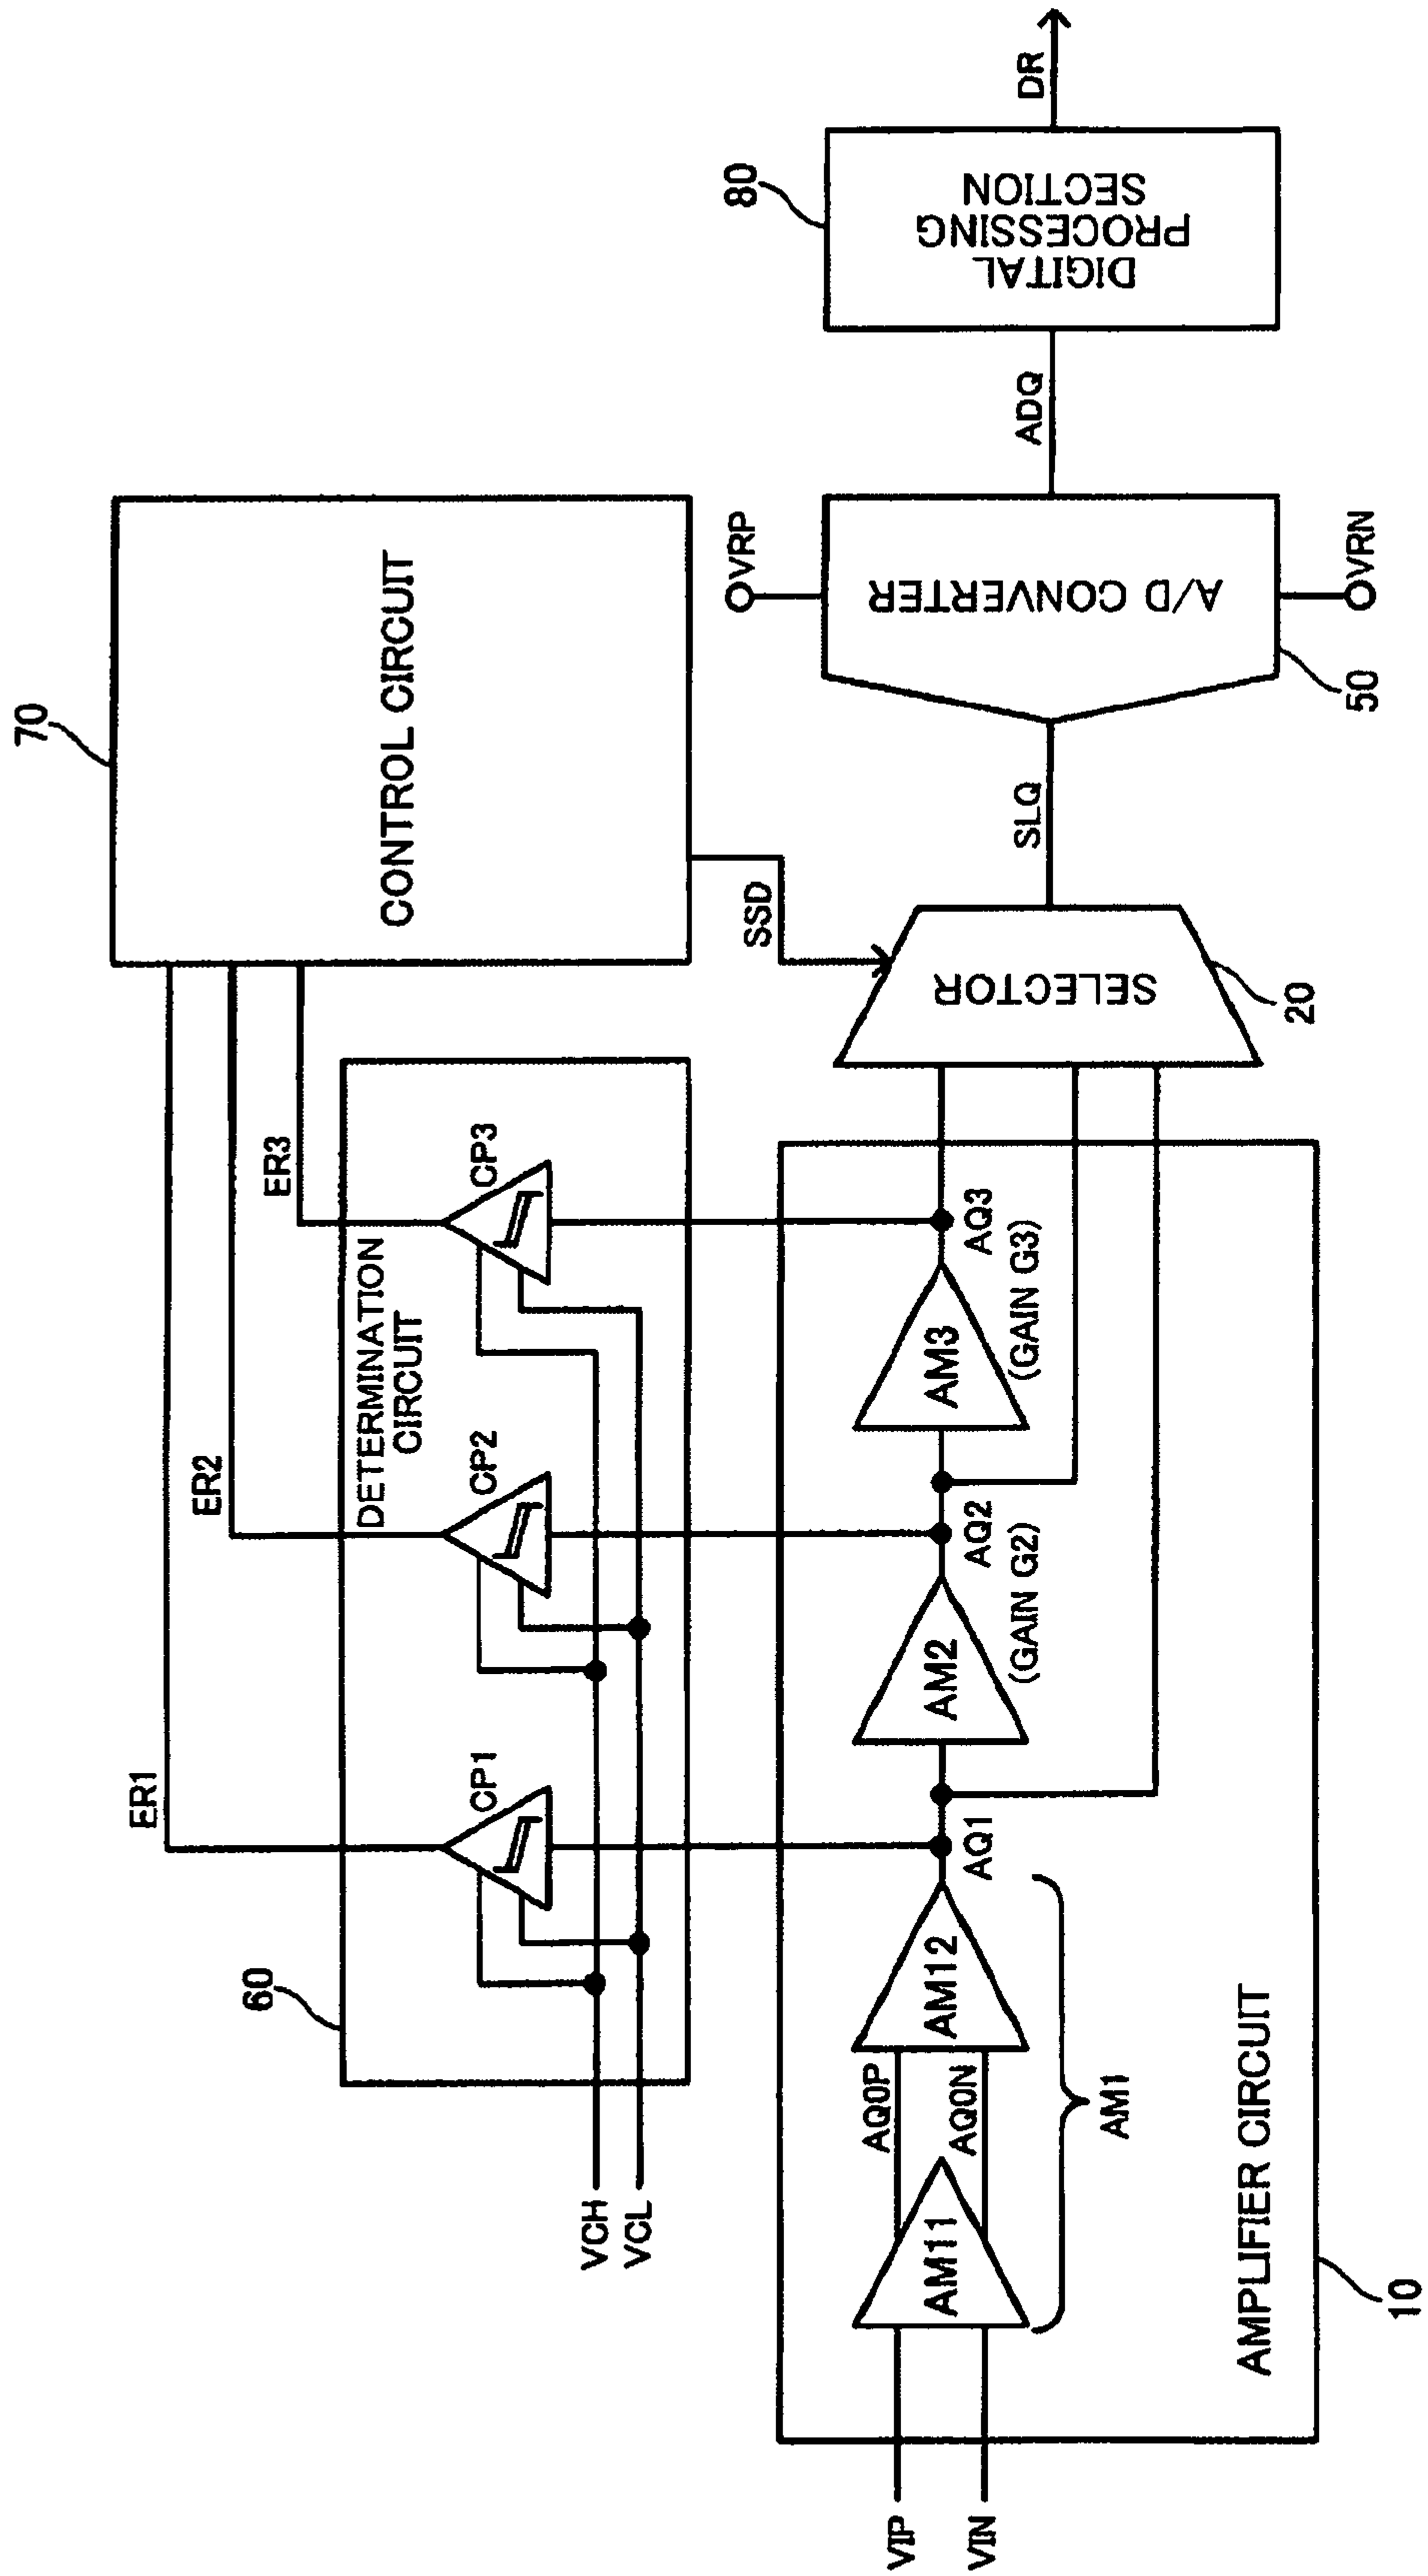 70
CONTROL CIRCUIT
ER1
ER2
ER3
60
DETERMINATION
CIRCUIT
CP1
CP2
CP3
VCH
VCL
SSD
VIP
VIN
AM11
AQ0P
AQ0N
AM12
AM1
AQ1
AM2
(GAIN G2)
AQ2
AM3
(GAIN G3)
AQ3
AMPLIFIER CIRCUIT
10
SELECTOR
20
SLQ
VRP
A/D CONVERTER
VRN
50
ADQ
80
DIGITAL
PROCESSING
SECTION
DR